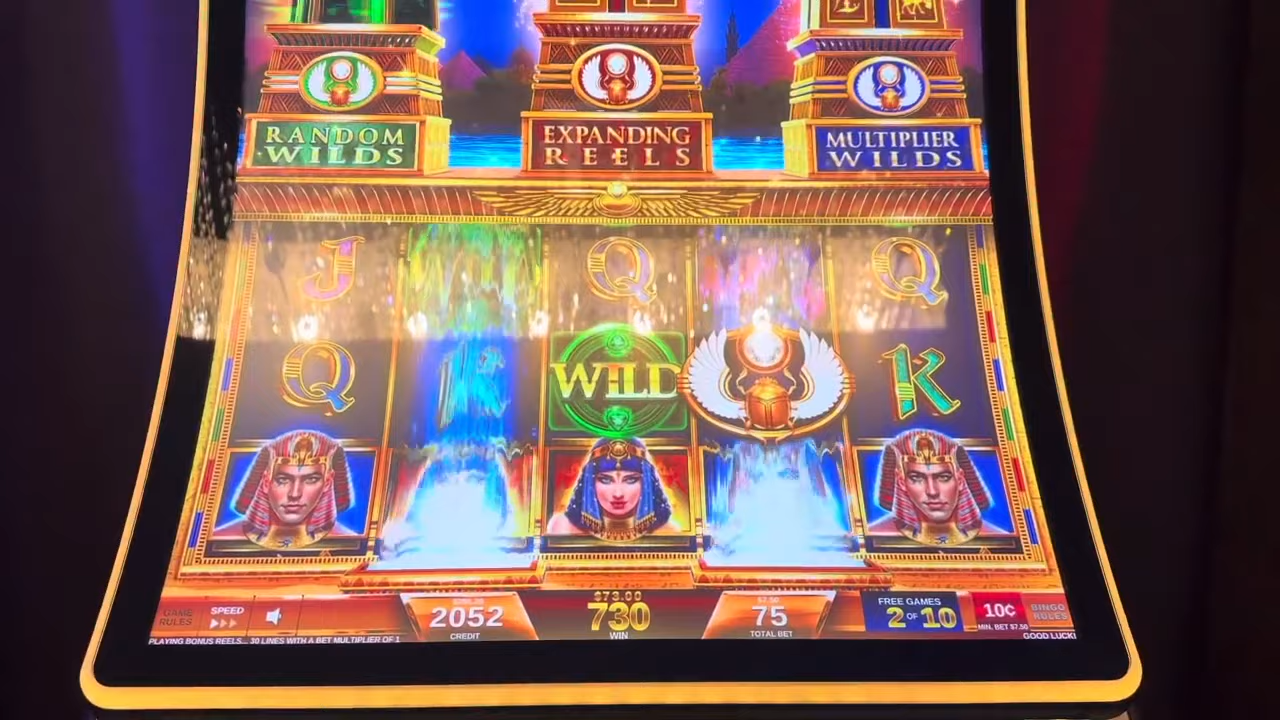 RANDOM
WILDS
EXPANDING
REELS
MULTIPLIER
WILDS
J
Q
Q
Q
K
WILD
K
GAME
RULES
SPEED
2052
CREDIT
$73.00
730
WIN
$7.50
75
TOTAL BET
FREE GAMES
2 OF 10
10¢
MIN. BET $7.50
BINGO
RULES
PLAYING BONUS REELS... 30 LINES WITH A BET MULTIPLIER OF 1
GOOD LUCK!